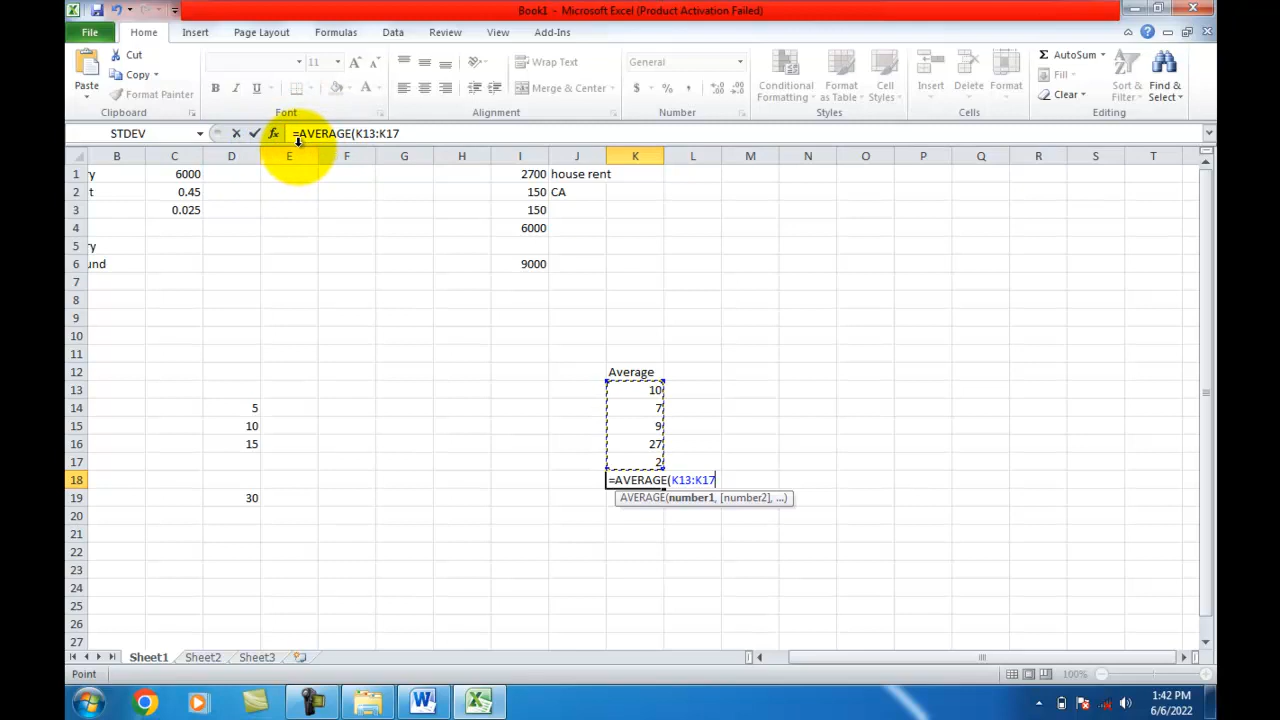 Book1 - Microsoft Excel (Product Activation Failed)
File Home Insert Page Layout Formulas Data Review View Add-Ins
Paste
Cut
Copy
Format Painter
Clipboard
11
B I U A
Font
Wrap Text
Merge & Center
Alignment
General
$ % ,
Number
Conditional Formatting
Format as Table
Cell Styles
Styles
Insert Delete Format
Cells
AutoSum
Fill
Clear
Sort & Filter
Find & Select
Editing
STDEV fx =AVERAGE(K13:K17
B C D E F G H I J K L M N O P Q R S T
1 ry 6000 2700 house rent
2 t 0.45 150 CA
3 0.025 150
4 6000
5 ry
6 und 9000
7
8
9
10
11
12 Average
13 10
14 5 7
15 10 9
16 15 27
17 2
18 =AVERAGE(K13:K17
19 30 AVERAGE(number1, [number2], ...)
20
21
22
23
24
25
26
27
Sheet1 Sheet2 Sheet3
Point 100%
1:42 PM
6/6/2022